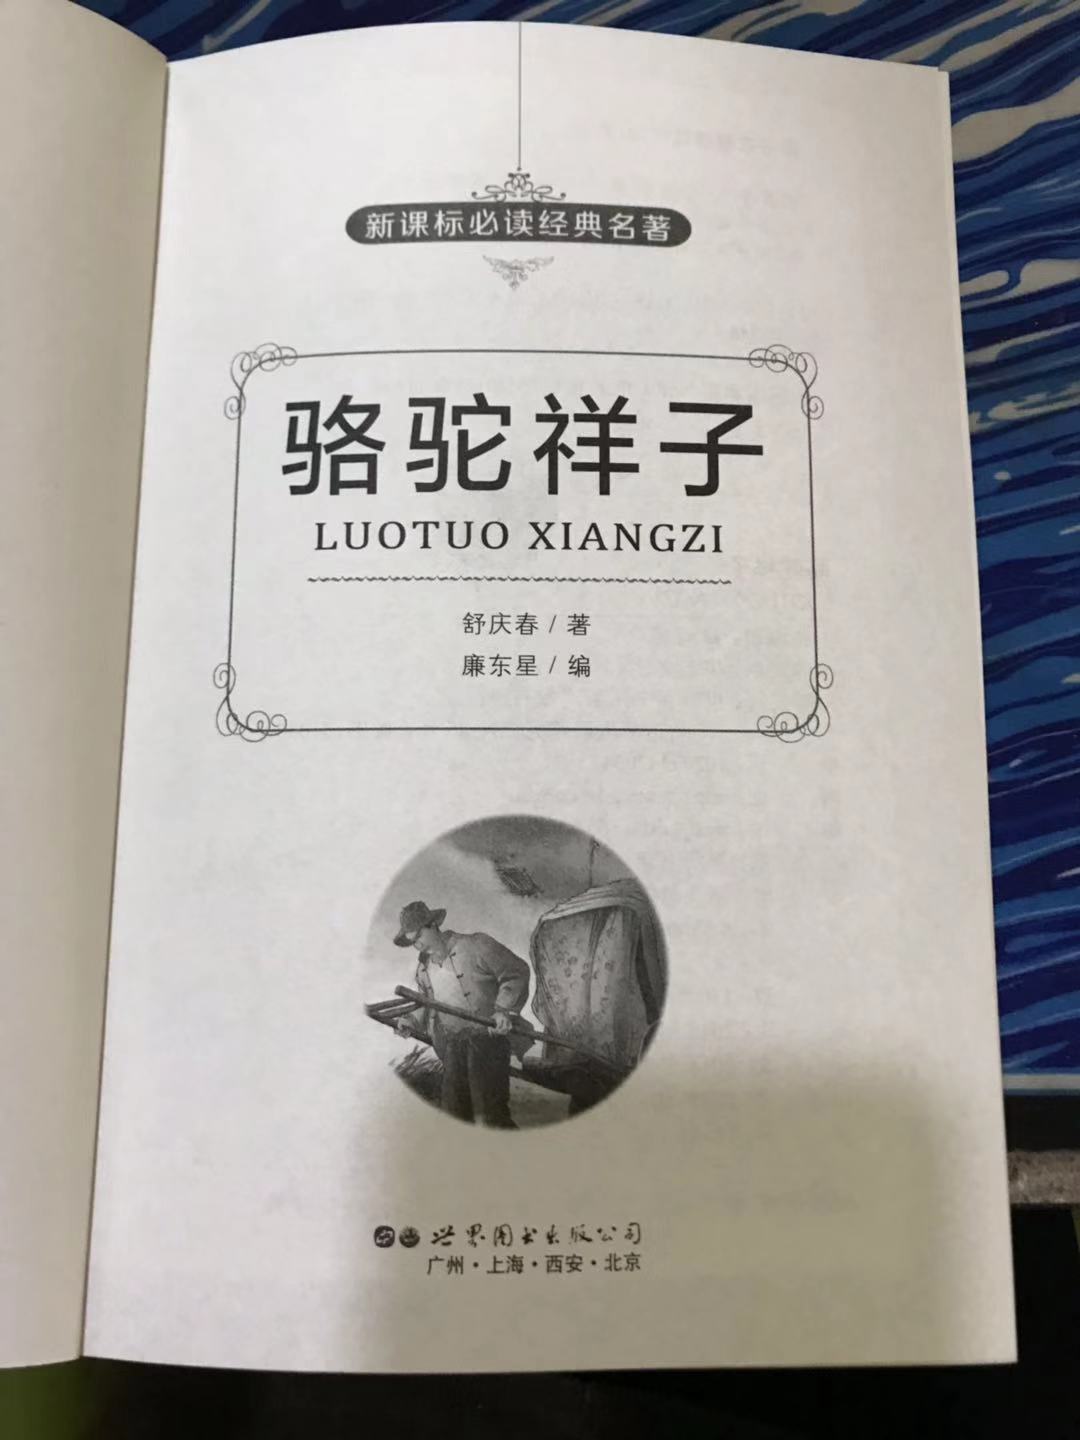 新课标必读经典名著
骆驼祥子
LUOTUO XIANGZI
舒庆春 / 著
廉东星 / 编
世界图书出版公司
广州·上海·西安·北京